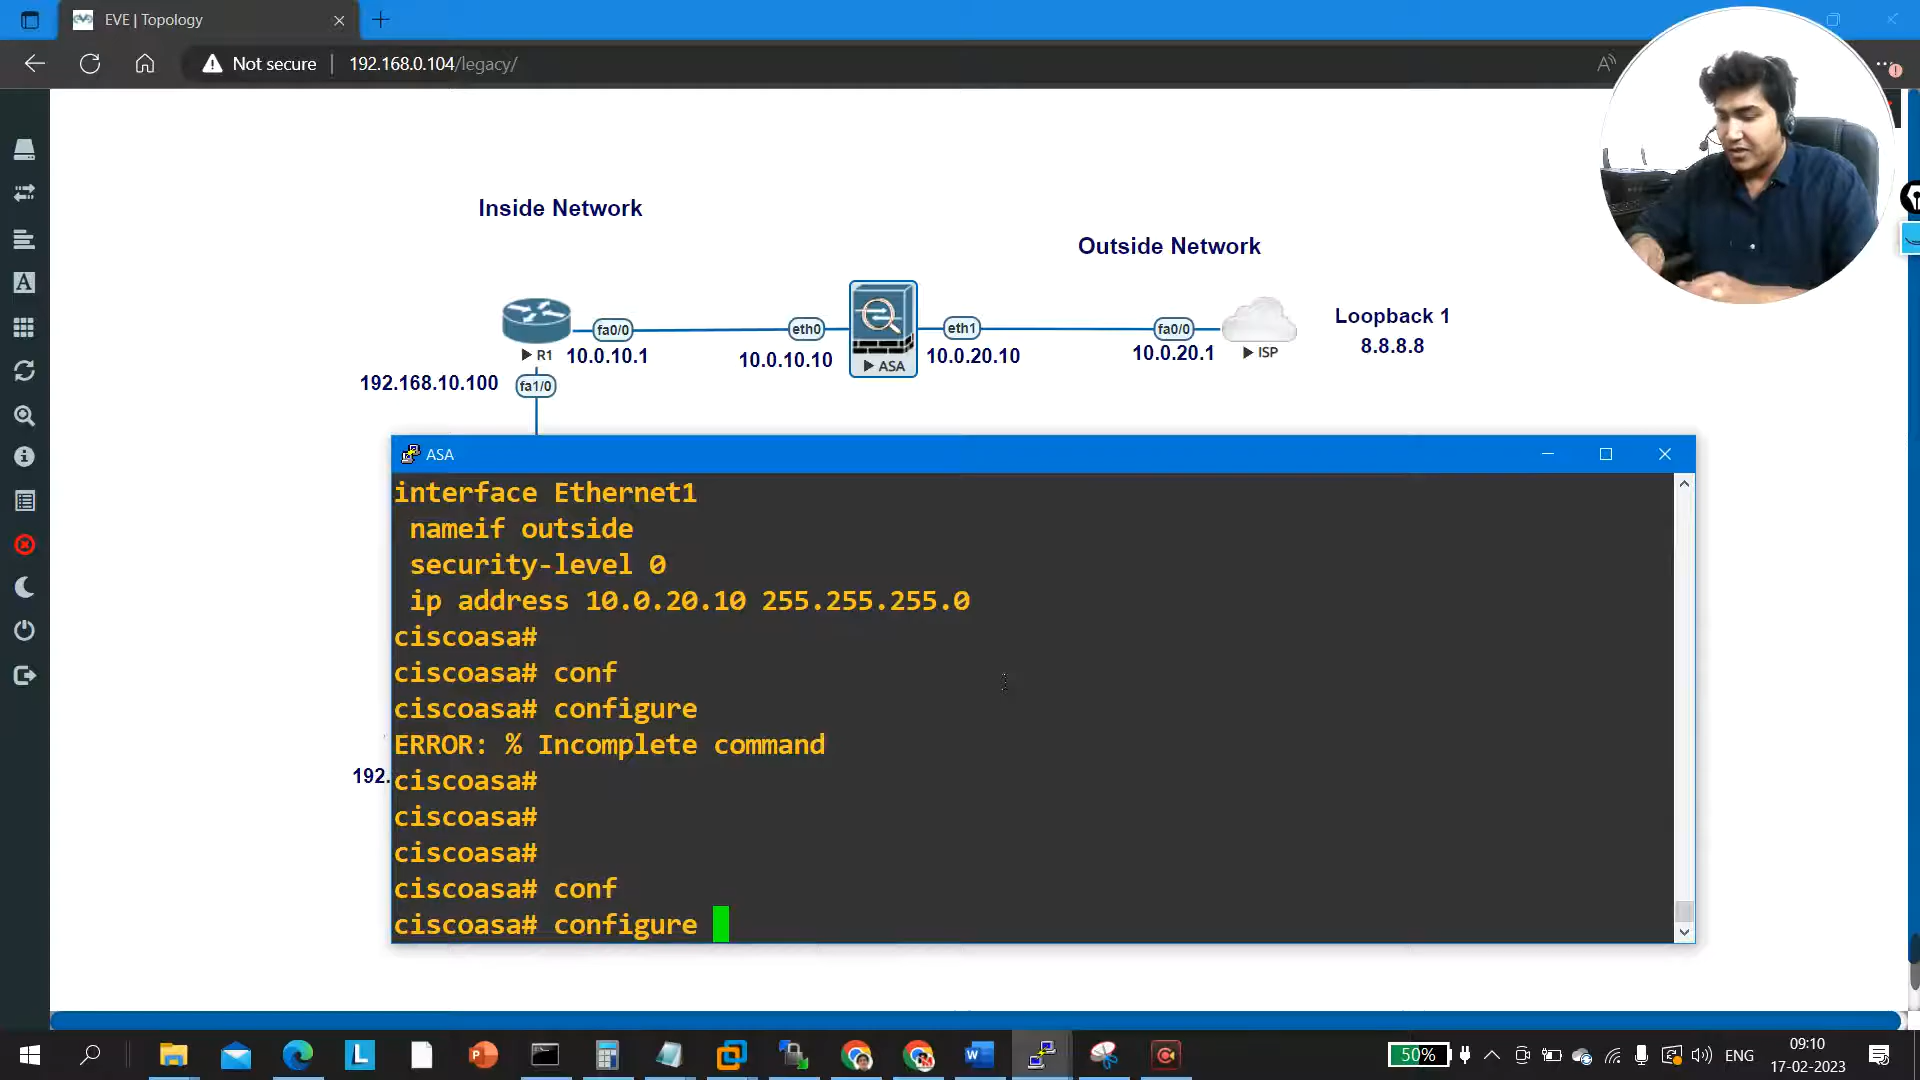 EVE | Topology
Not secure
192.168.0.104/legacy/
Inside Network
Outside Network
fa0/0
eth0
eth1
fa0/0
Loopback 1
R1
10.0.10.1
10.0.10.10
ASA
10.0.20.10
10.0.20.1
ISP
8.8.8.8
192.168.10.100
fa1/0
192.
ASA
interface Ethernet1
nameif outside
security-level 0
ip address 10.0.20.10 255.255.255.0
ciscoasa#
ciscoasa# conf
ciscoasa# configure
ERROR: % Incomplete command
ciscoasa#
ciscoasa#
ciscoasa#
ciscoasa# conf
ciscoasa# configure
50%
ENG
09:10
17-02-2023